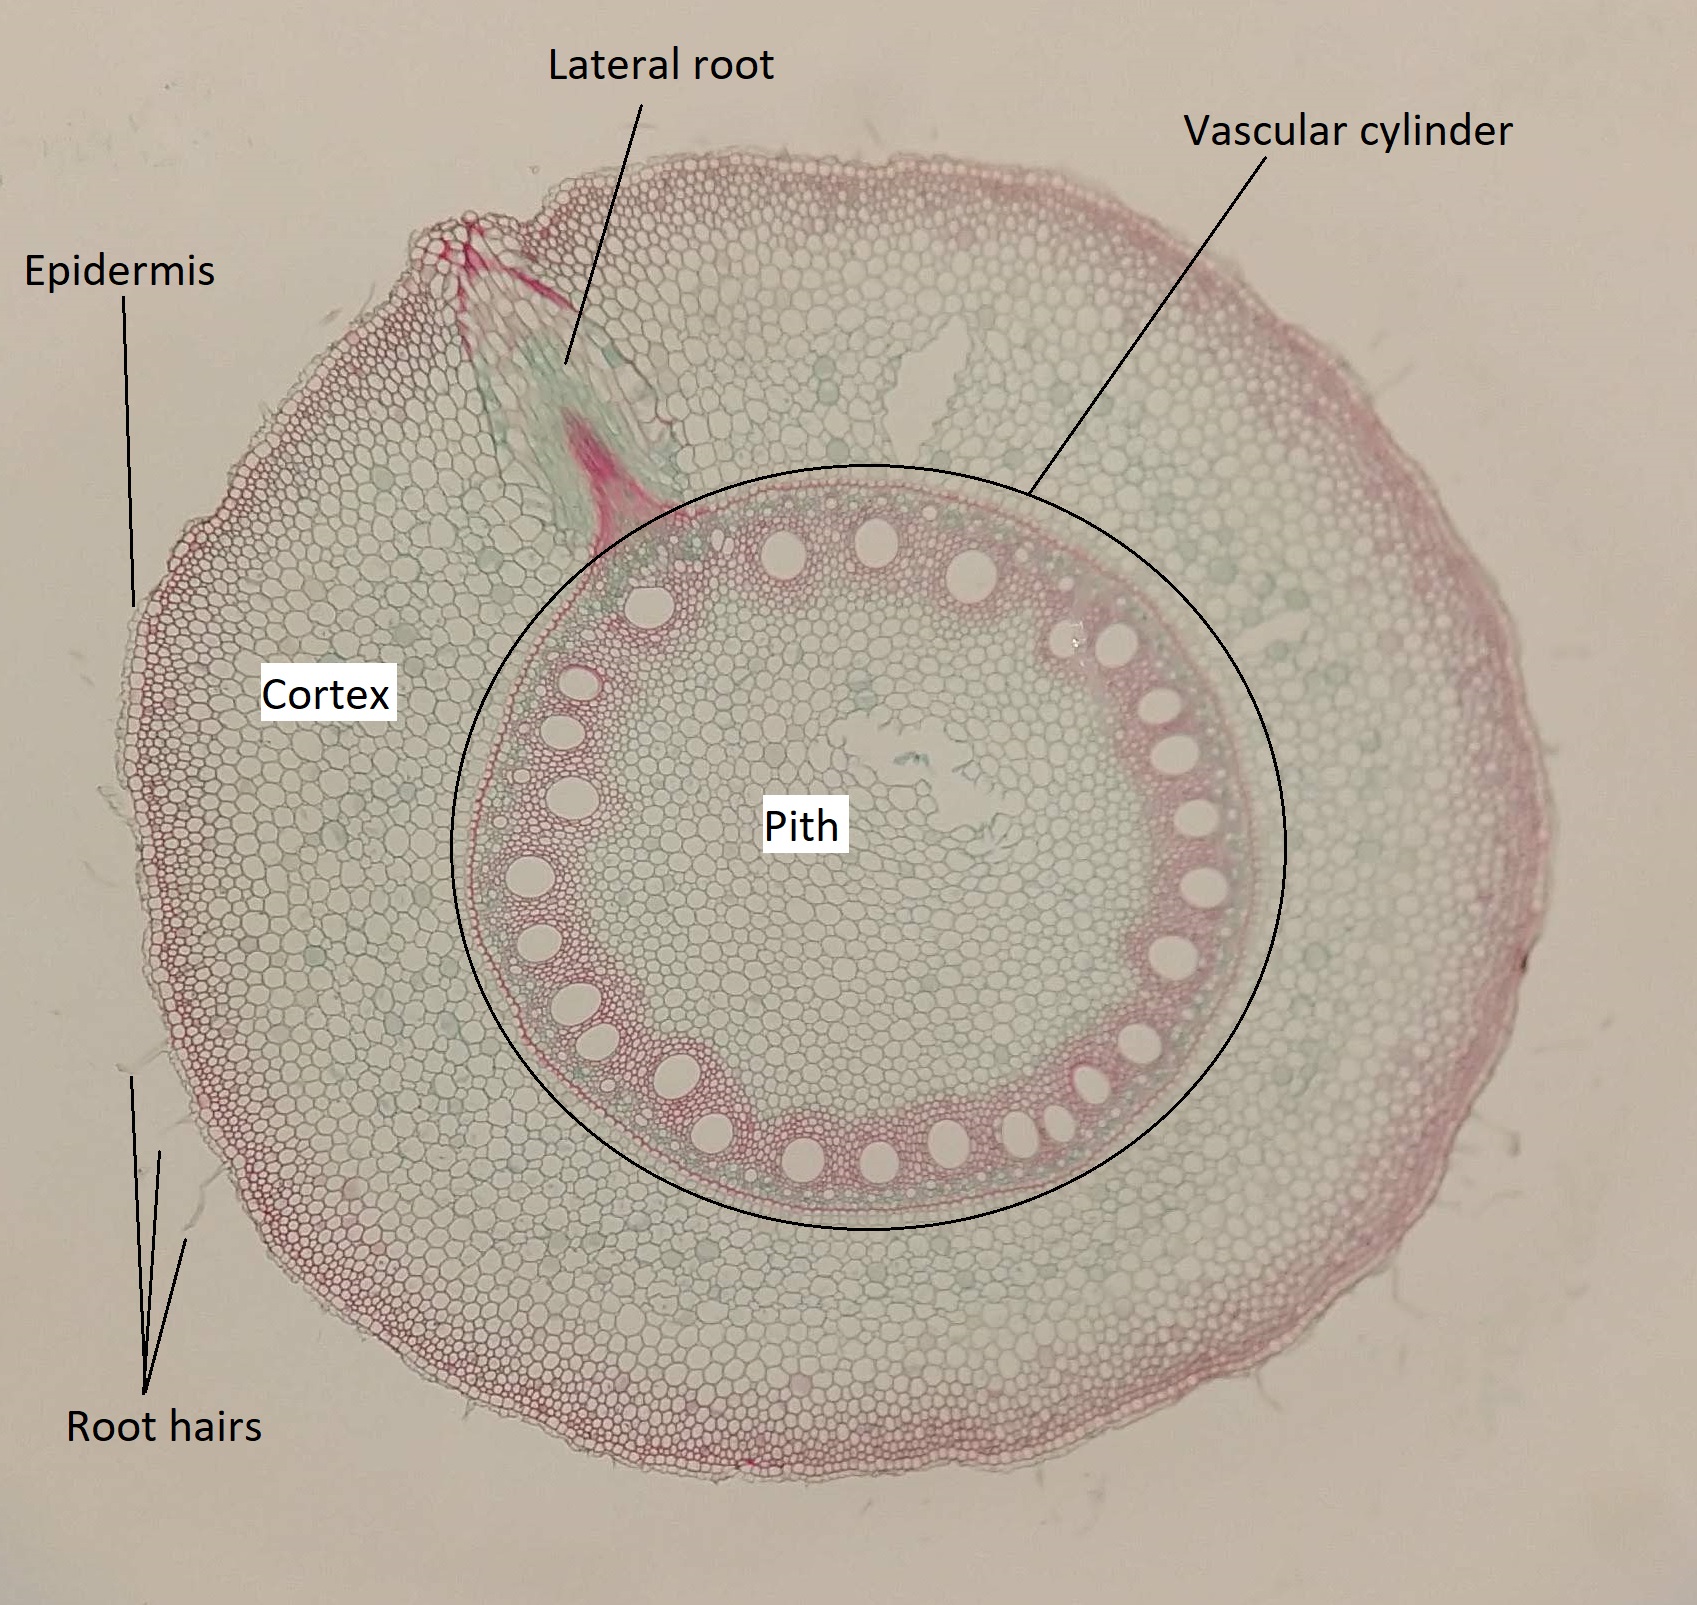 Lateral root
Vascular cylinder
Epidermis
Cortex
Pith
Root hairs